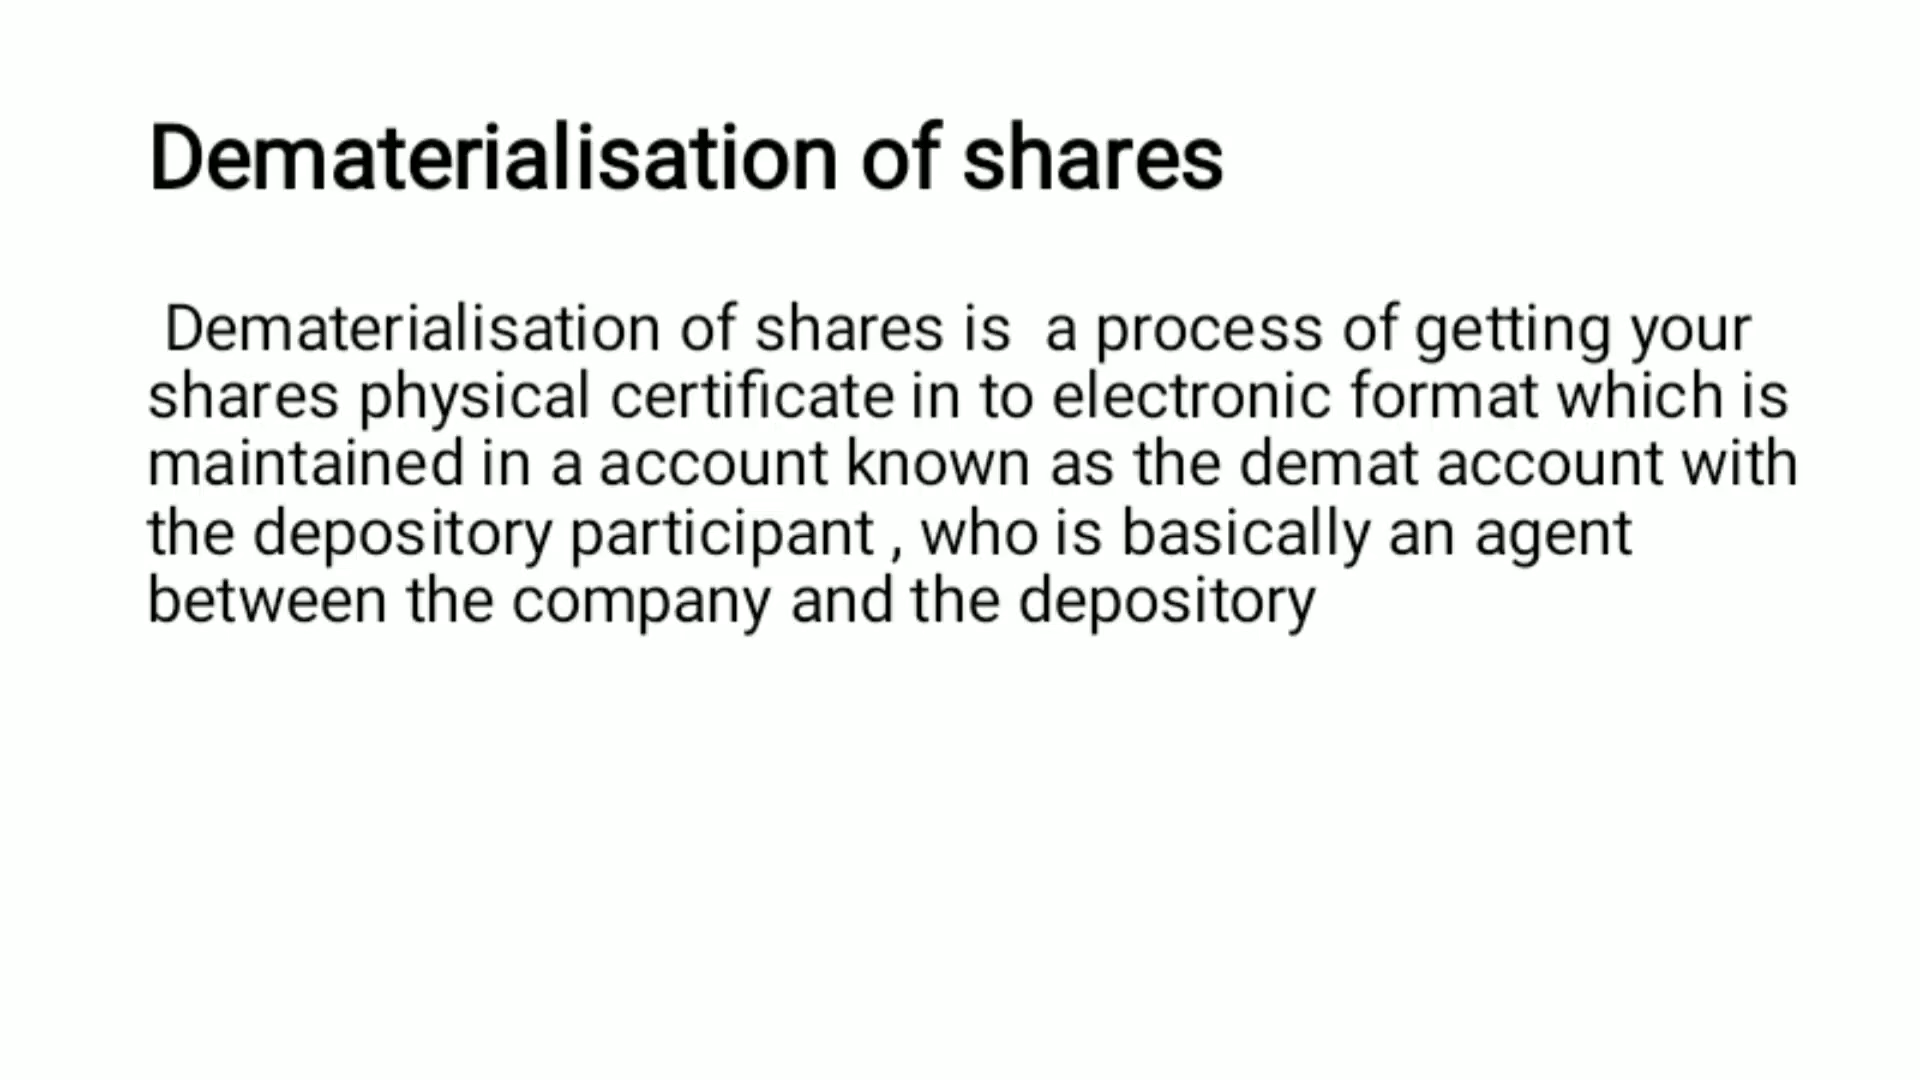 Dematerialisation of shares
Dematerialisation of shares is a process of getting your
shares physical certificate in to electronic format which is
maintained in a account known as the demat account with
the depository participant , who is basically an agent
between the company and the depository